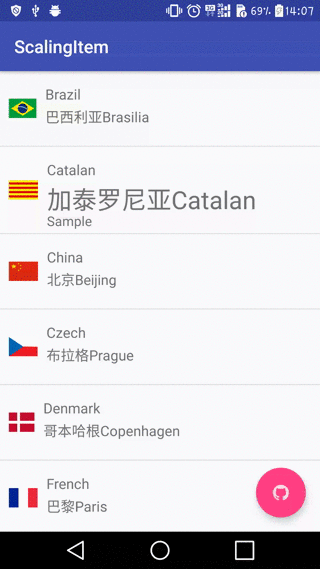 69% 14:07
ScalingItem
Brazil
巴西利亚Brasilia
Catalan
加泰罗尼亚Catalan
Sample
China
北京Beijing
Czech
布拉格Prague
Denmark
哥本哈根Copenhagen
French
巴黎Paris